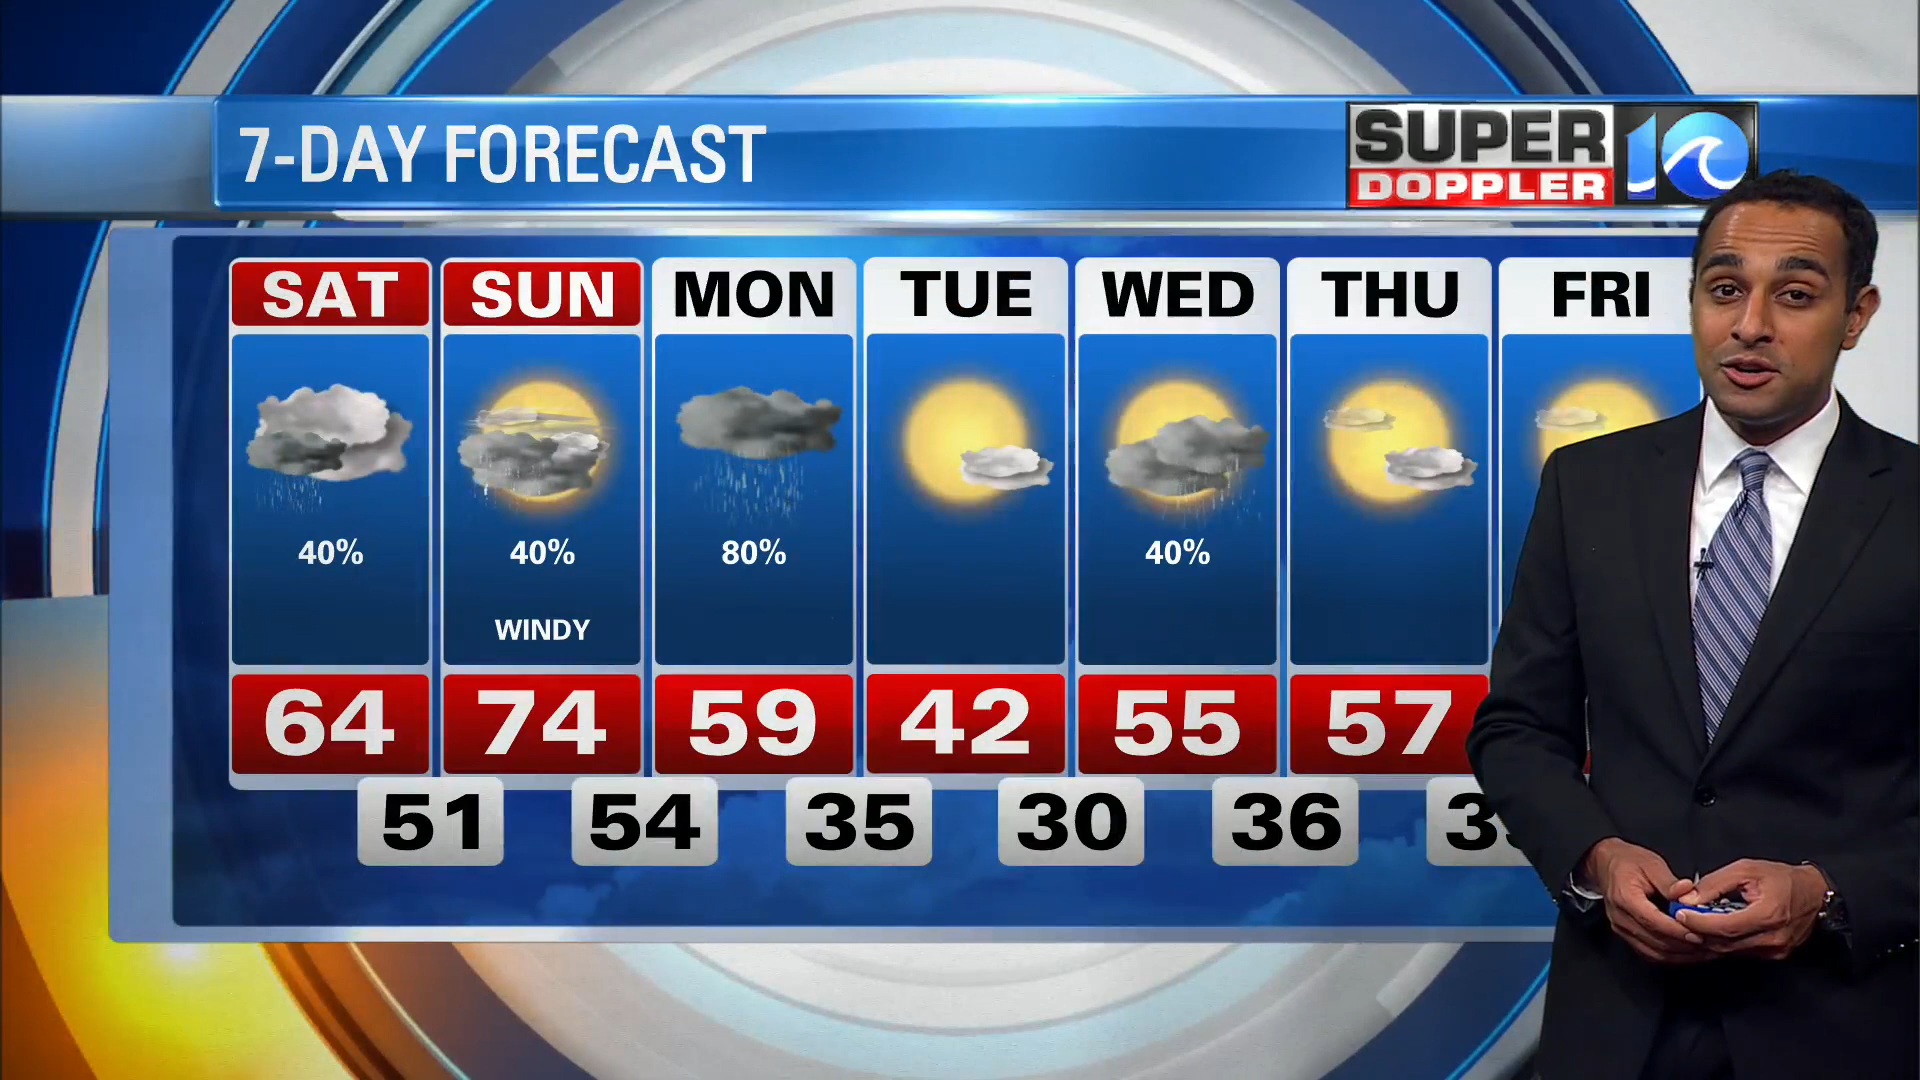 7-DAY FORECAST
SUPER
DOPPLER
10
SAT SUN MON TUE WED THU FRI
40% 40% 80% 40%
WINDY
64 74 59 42 55 57
51 54 35 30 36